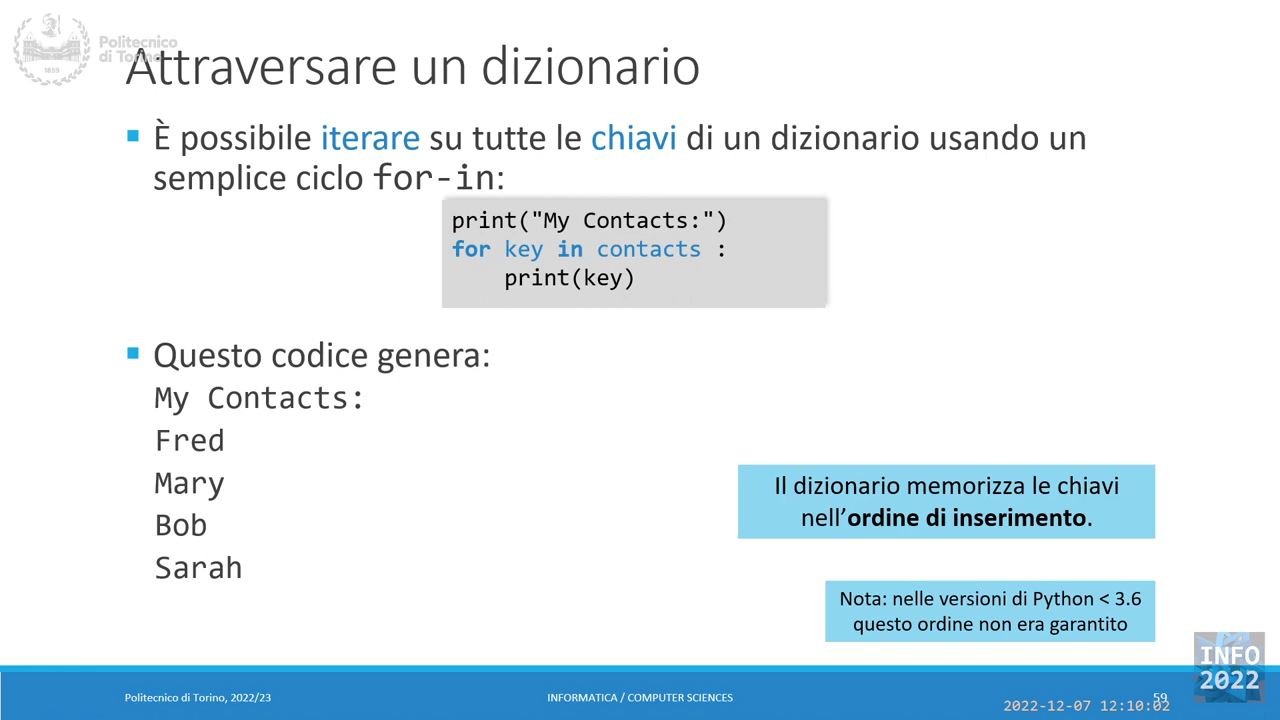 Politecnico
di Torino
1859
Attraversare un dizionario
▪ È possibile iterare su tutte le chiavi di un dizionario usando un
semplice ciclo for-in:
print("My Contacts:")
for key in contacts :
    print(key)
▪ Questo codice genera:
My Contacts:
Fred
Mary
Bob
Sarah
Il dizionario memorizza le chiavi
nell’ordine di inserimento.
Nota: nelle versioni di Python < 3.6
questo ordine non era garantito
INFO
2022
Politecnico di Torino, 2022/23
INFORMATICA / COMPUTER SCIENCES
59
2022-12-07 12:10:02